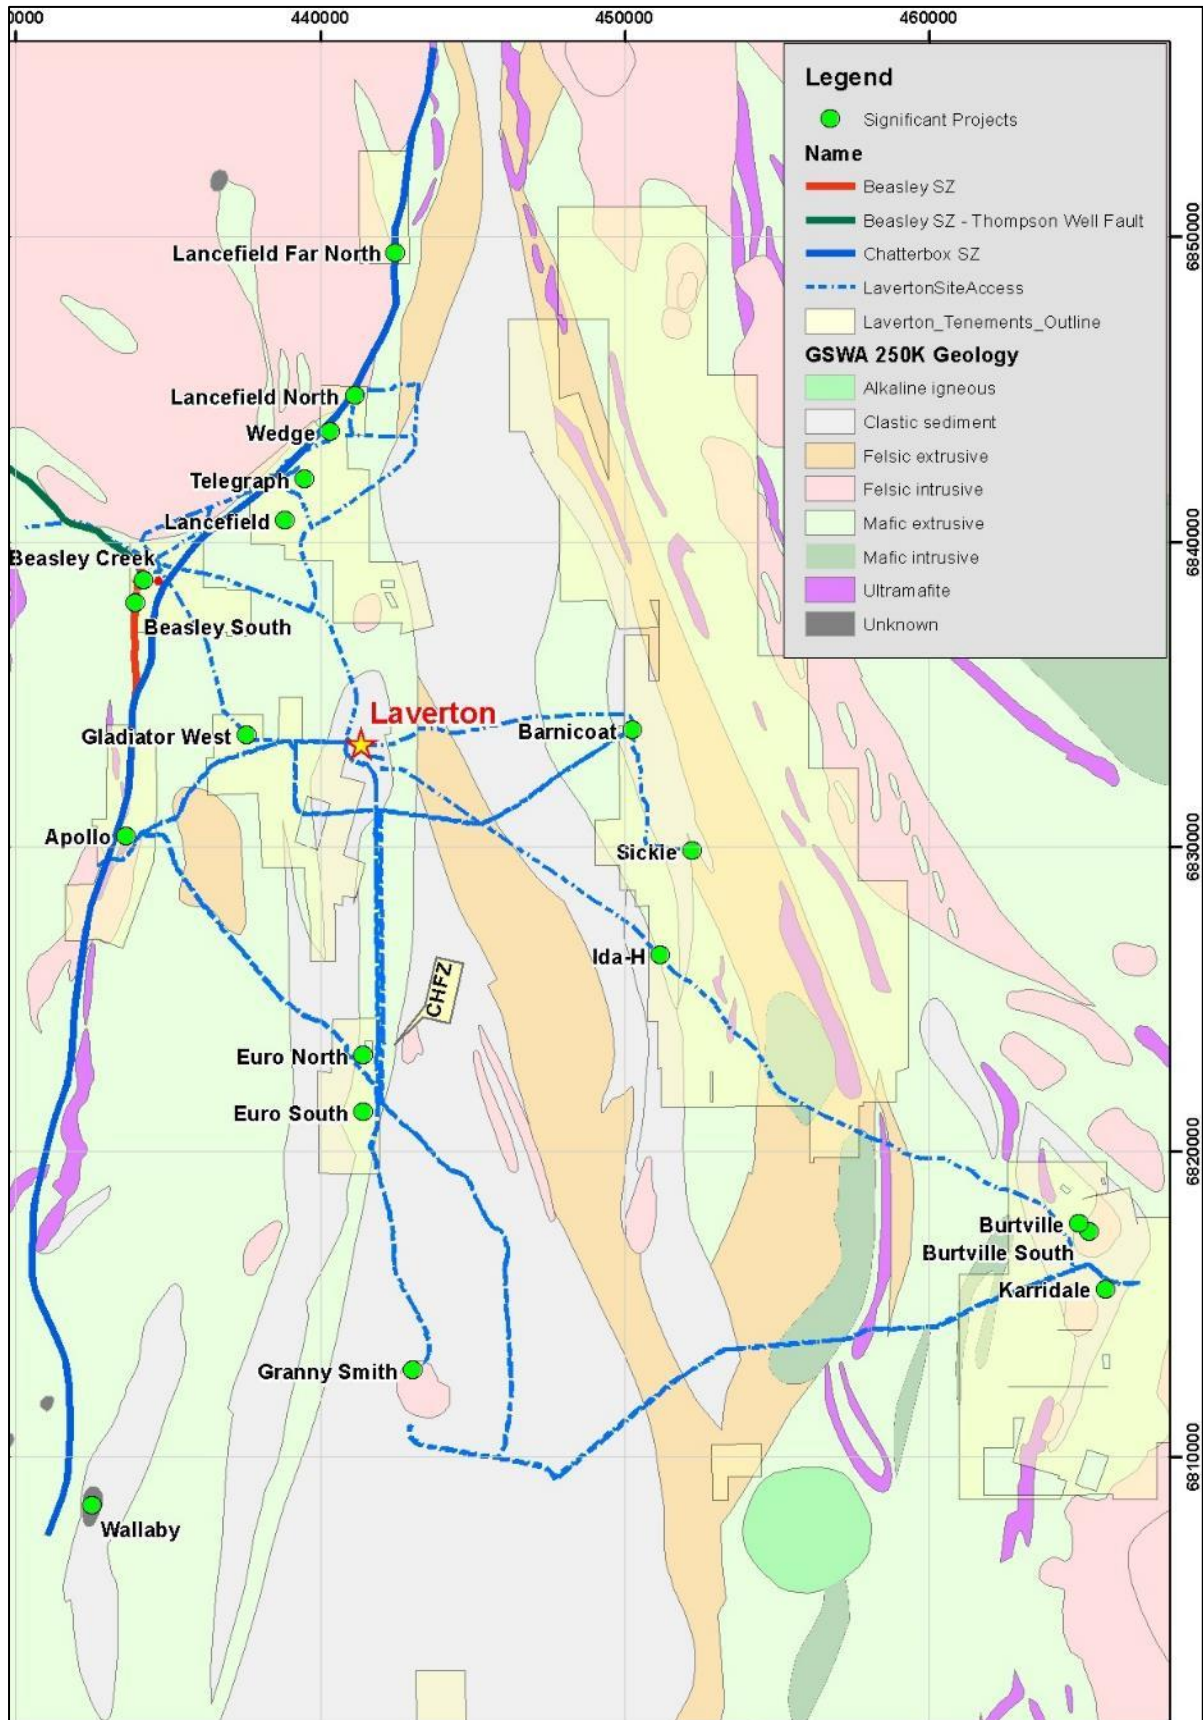 0000
440000
450000
460000
Legend
Significant Projects
Name
Beasley SZ
Beasley SZ - Thompson Well Fault
Chatterbox SZ
LavertonSiteAccess
Laverton_Tenements_Outline
GSWA 250K Geology
Alkaline igneous
Clastic sediment
Felsic extrusive
Felsic intrusive
Mafic extrusive
Mafic intrusive
Ultramafite
Unknown
6850000
Lancefield Far North
Lancefield North
Wedge
Telegraph
Lancefield
6840000
Beasley Creek
Beasley South
Laverton
Gladiator West
Barnicoat
Apollo
6830000
Sickle
Ida-H
CHFZ
Euro North
Euro South
6820000
Burtville
Burtville South
Karridale
Granny Smith
6810000
Wallaby